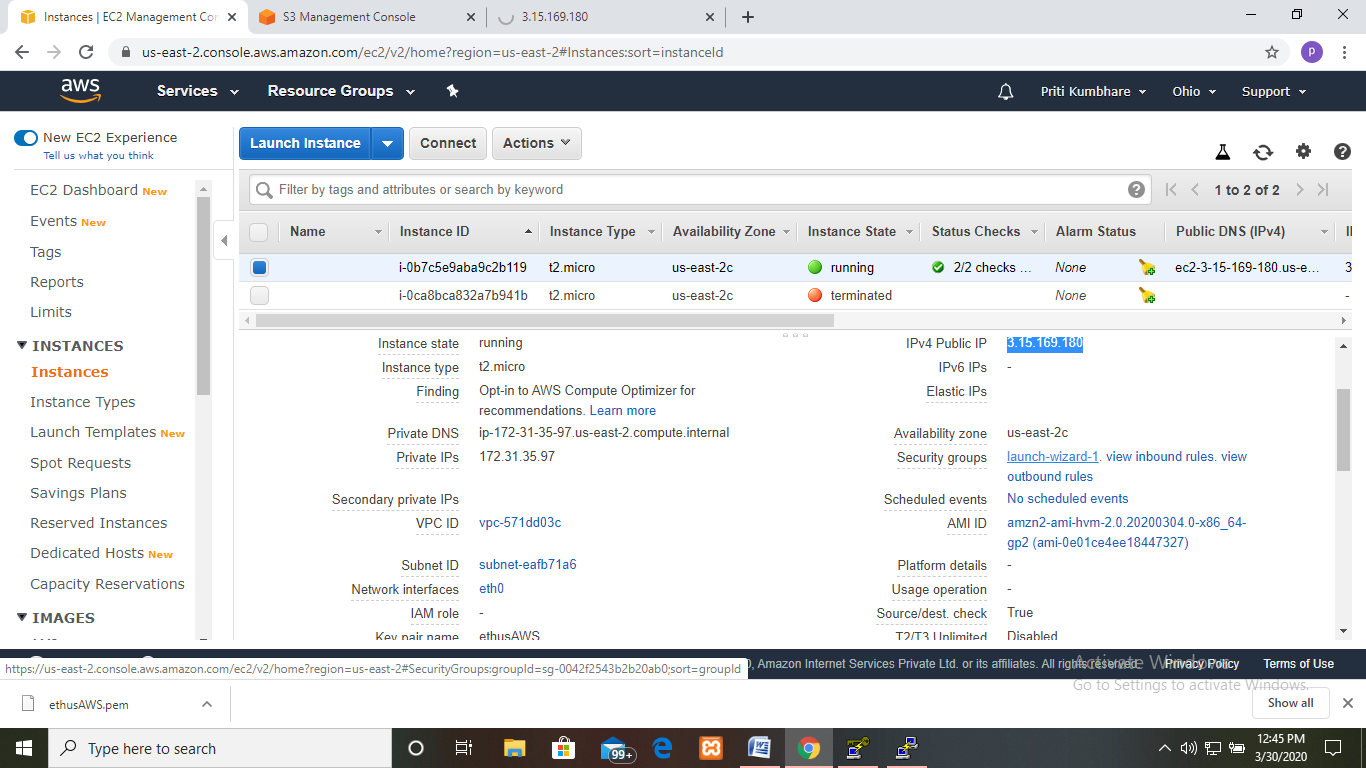 Instances | EC2 Management Con
S3 Management Console
3.15.169.180
us-east-2.console.aws.amazon.com/ec2/v2/home?region=us-east-2#Instances:sort=instanceId
P
aws
Services
Resource Groups
Priti Kumbhare
Ohio
Support
New EC2 Experience
Tell us what you think
EC2 Dashboard New
Events New
Tags
Reports
Limits
INSTANCES
Instances
Instance Types
Launch Templates New
Spot Requests
Savings Plans
Reserved Instances
Dedicated Hosts New
Capacity Reservations
IMAGES
Launch Instance
Connect
Actions
Filter by tags and attributes or search by keyword
1 to 2 of 2
Name Instance ID Instance Type Availability Zone Instance State Status Checks Alarm Status Public DNS (IPv4)
i-0b7c5e9aba9c2b119 t2.micro us-east-2c running 2/2 checks ... None ec2-3-15-169-180.us-e... 3
i-0ca8bca832a7b941b t2.micro us-east-2c terminated None -
Instance state running
Instance type t2.micro
Finding Opt-in to AWS Compute Optimizer for
recommendations. Learn more
Private DNS ip-172-31-35-97.us-east-2.compute.internal
Private IPs 172.31.35.97
Secondary private IPs
VPC ID vpc-571dd03c
Subnet ID subnet-eafb71a6
Network interfaces eth0
IAM role -
Key pair name ethusAWS
IPv4 Public IP 3.15.169.180
IPv6 IPs -
Elastic IPs
Availability zone us-east-2c
Security groups launch-wizard-1. view inbound rules. view
outbound rules
Scheduled events No scheduled events
AMI ID amzn2-ami-hvm-2.0.20200304.0-x86_64-
gp2 (ami-0e01ce4ee18447327)
Platform details -
Usage operation -
Source/dest. check True
T2/T3 Unlimited Disabled
https://us-east-2.console.aws.amazon.com/ec2/v2/home?region=us-east-2#SecurityGroups:groupId=sg-0042f2543b2b20ab0;sort=groupId
0, Amazon Internet Services Private Ltd. or its affiliates. All rights reserved.
Privacy Policy
Terms of Use
Activate Windows
Go to Settings to activate Windows.
ethusAWS.pem
Show all
Type here to search
99+
12:45 PM
3/30/2020